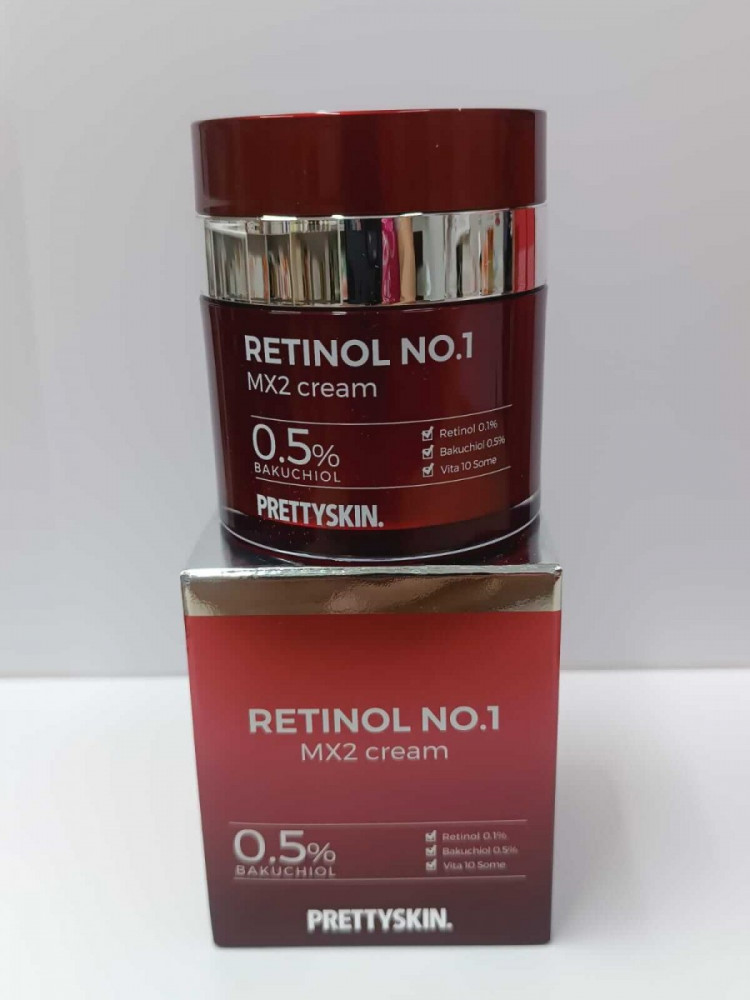 RETINOL NO.1
MX2 cream
0.5%
BAKUCHIOL
Retinol 0.1%
Bakuchiol 0.5%
Vita 10 Some
PRETTYSKIN.
RETINOL NO.1
MX2 cream
0.5%
BAKUCHIOL
Retinol 0.1%
Bakuchiol 0.5%
Vita 10 Some
PRETTYSKIN.